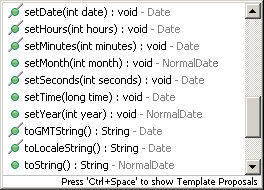 setDate(int date) : void - Date
setHours(int hours) : void - Date
setMinutes(int minutes) : void - Date
setMonth(int month) : void - NormalDate
setSeconds(int seconds) : void - Date
setTime(long time) : void - Date
setYear(int year) : void - NormalDate
toGMTString() : String - Date
toLocaleString() : String - Date
toString() : String - NormalDate
Press 'Ctrl+Space' to show Template Proposals